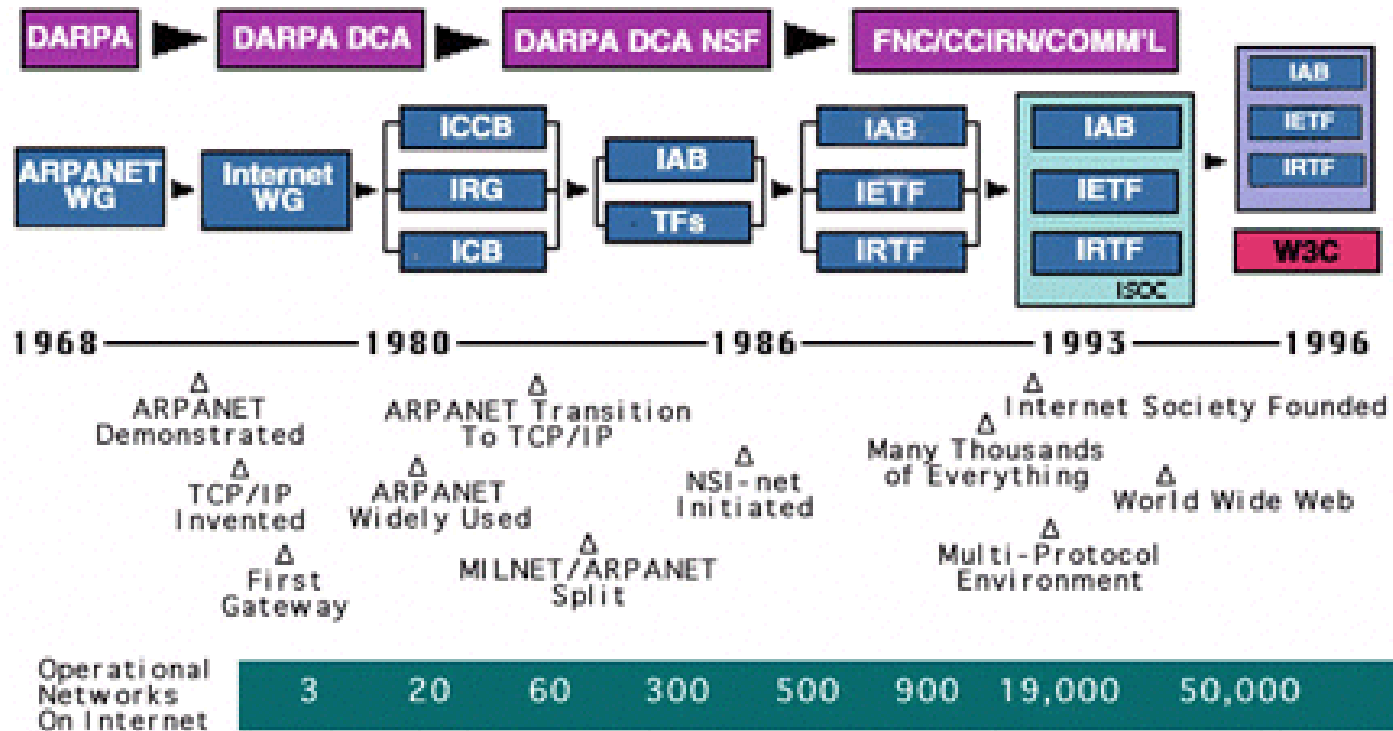 DARPA
DARPA DCA
DARPA DCA NSF
FNC/CCIRN/COMM'L
ARPANET
WG
Internet
WG
ICCB
IRG
ICB
IAB
TFs
IAB
IETF
IRTF
IAB
IETF
IRTF
ISOC
IAB
IETF
IRTF
W3C
1968
1980
1986
1993
1996
ARPANET
Demonstrated
TCP/IP
Invented
First
Gateway
ARPANET Transition
To TCP/IP
ARPANET
Widely Used
MILNET/ARPANET
Split
NSI-net
Initiated
Internet Society Founded
Many Thousands
of Everything
World Wide Web
Multi-Protocol
Environment
Operational
Networks
On Internet
3 20 60 300 500 900 19,000 50,000